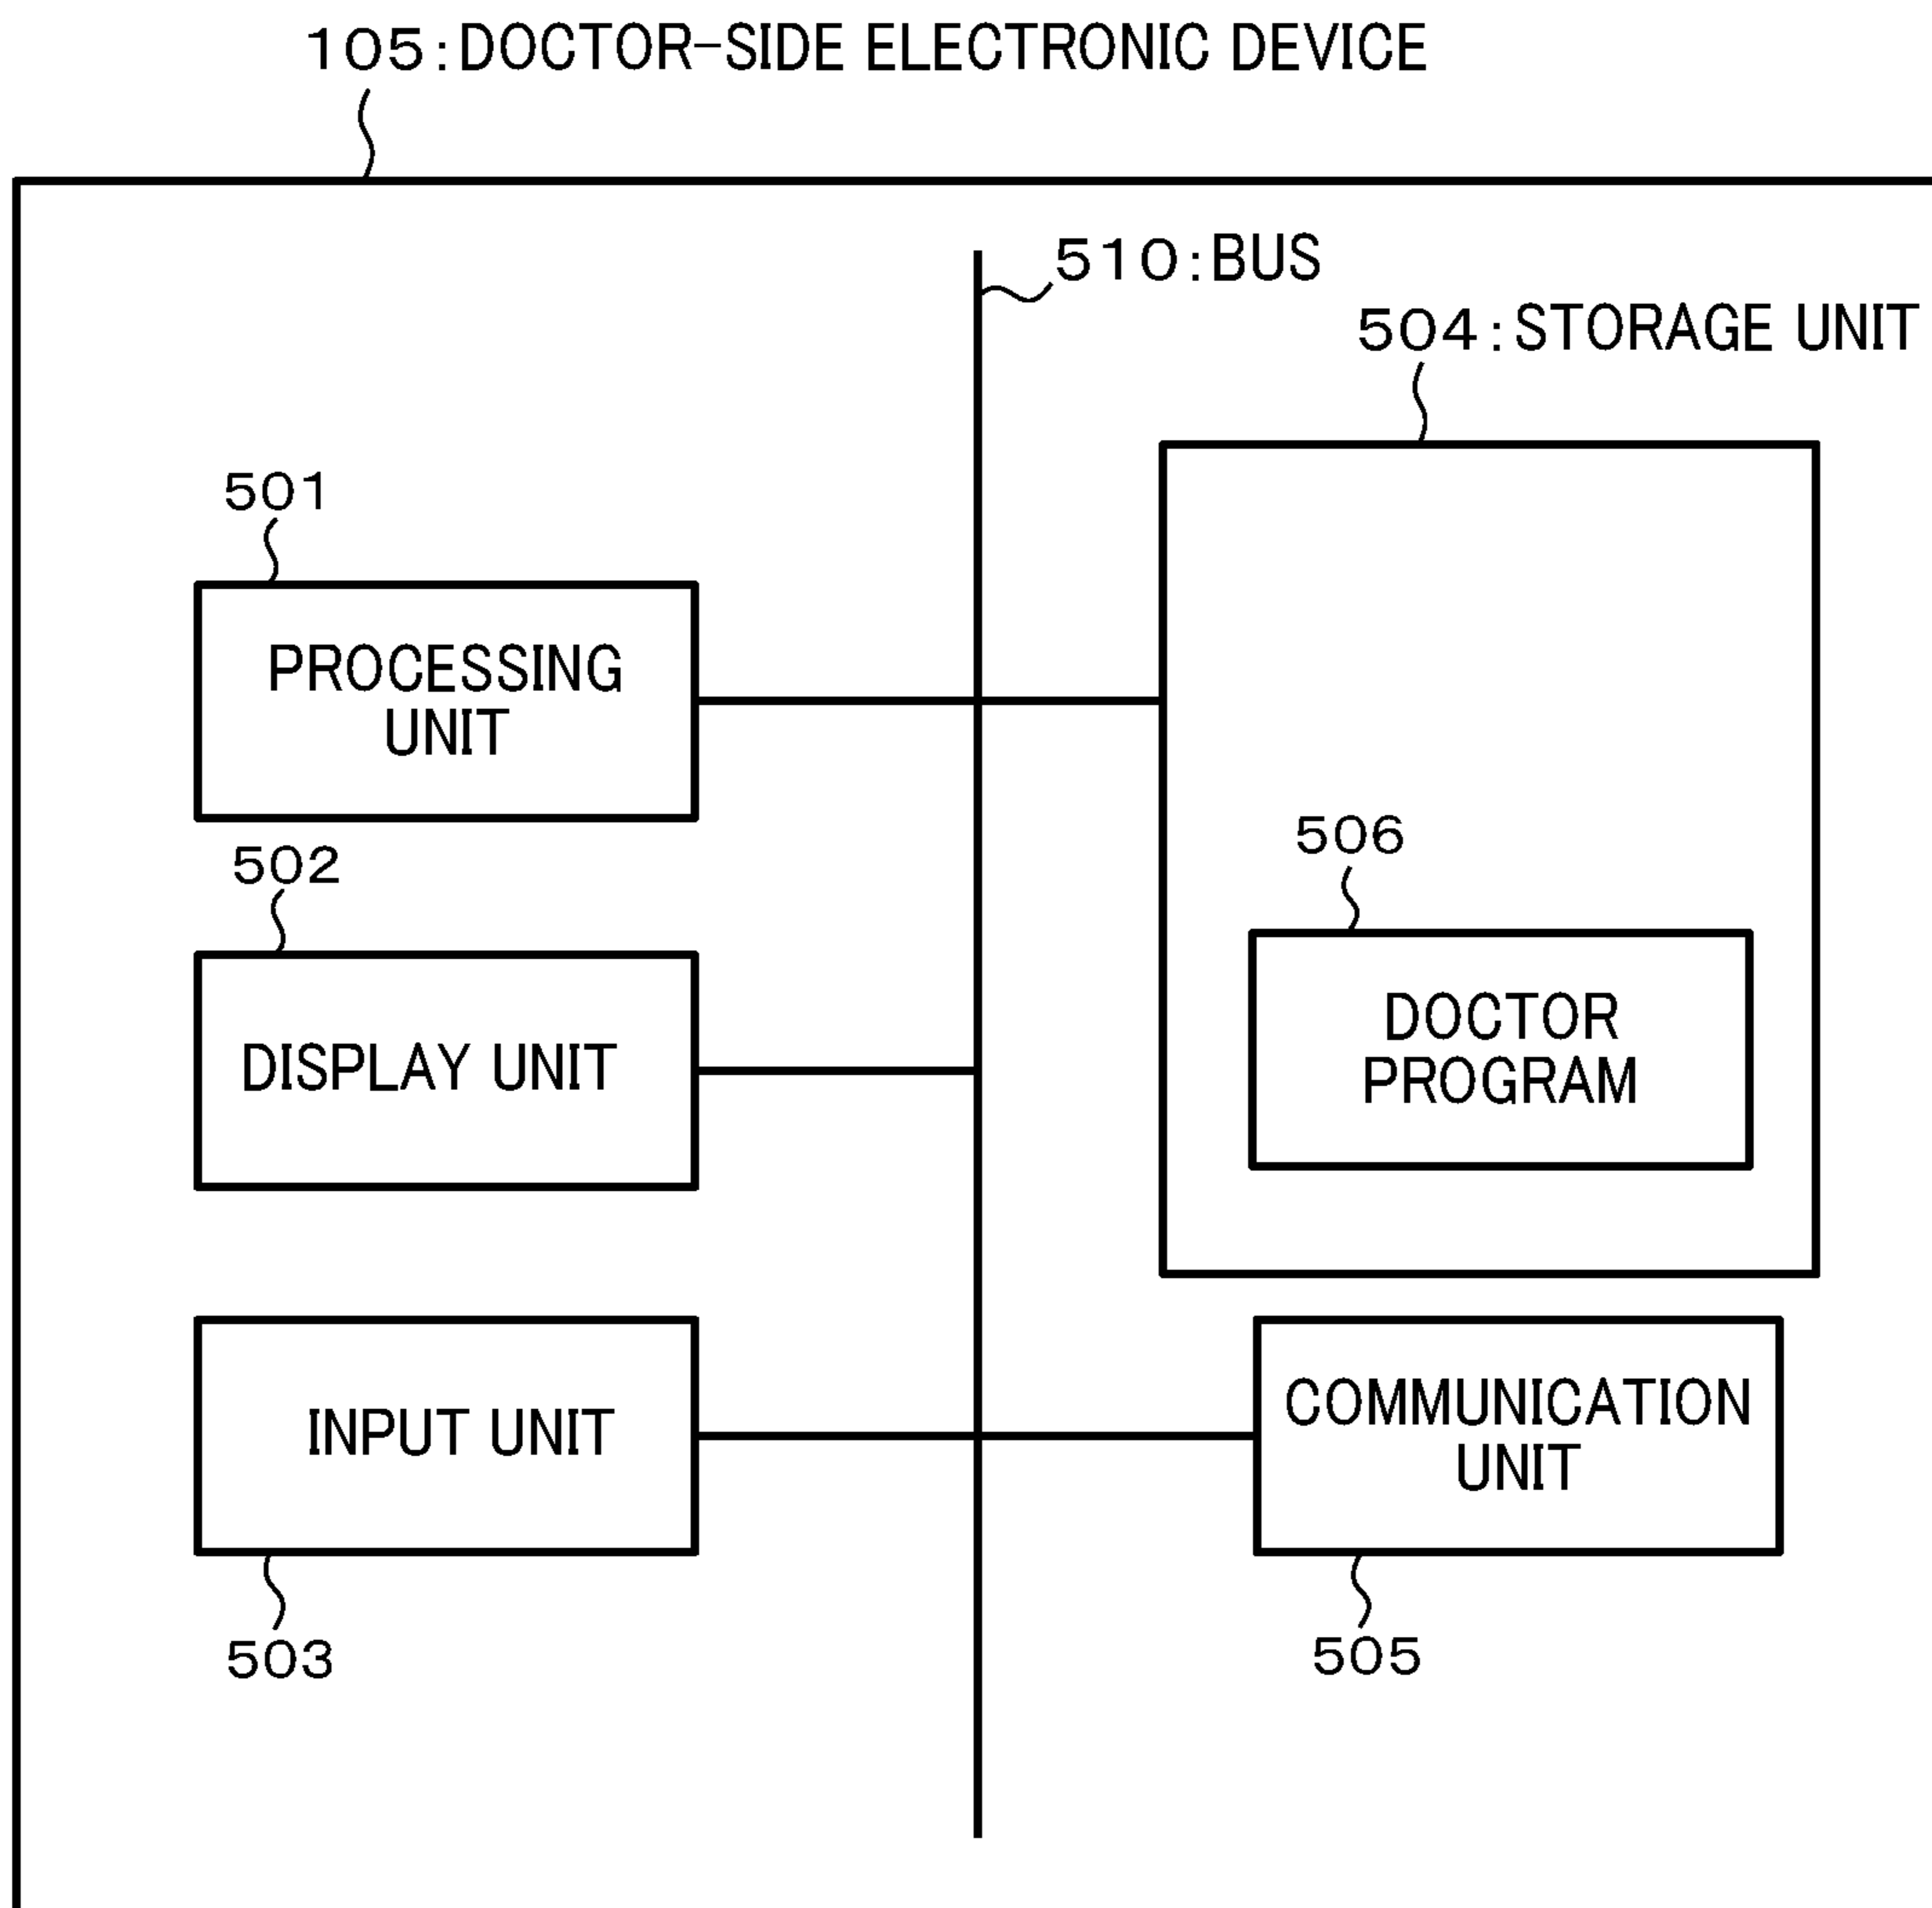 105:DOCTOR-SIDE ELECTRONIC DEVICE
510:BUS
504:STORAGE UNIT
501
PROCESSING
UNIT
502
DISPLAY UNIT
506
DOCTOR
PROGRAM
INPUT UNIT
503
COMMUNICATION
UNIT
505